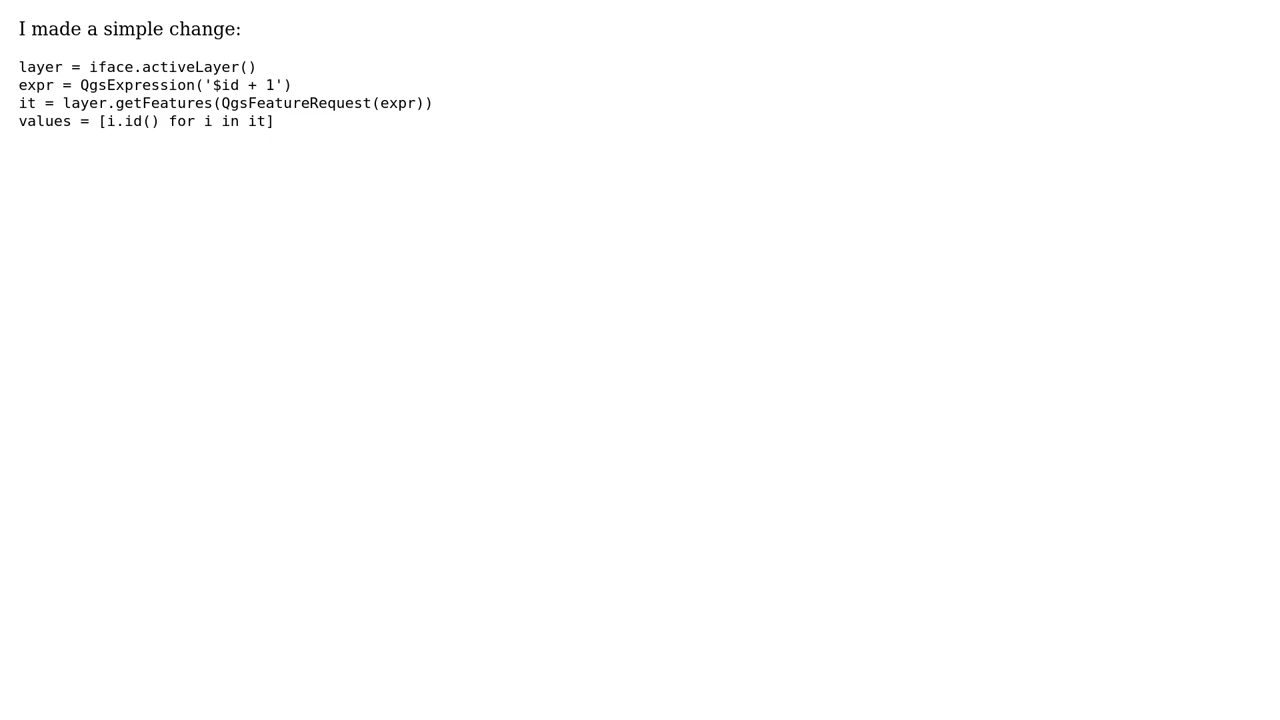 I made a simple change:
layer = iface.activeLayer()
expr = QgsExpression('$id + 1')
it = layer.getFeatures(QgsFeatureRequest(expr))
values = [i.id() for i in it]